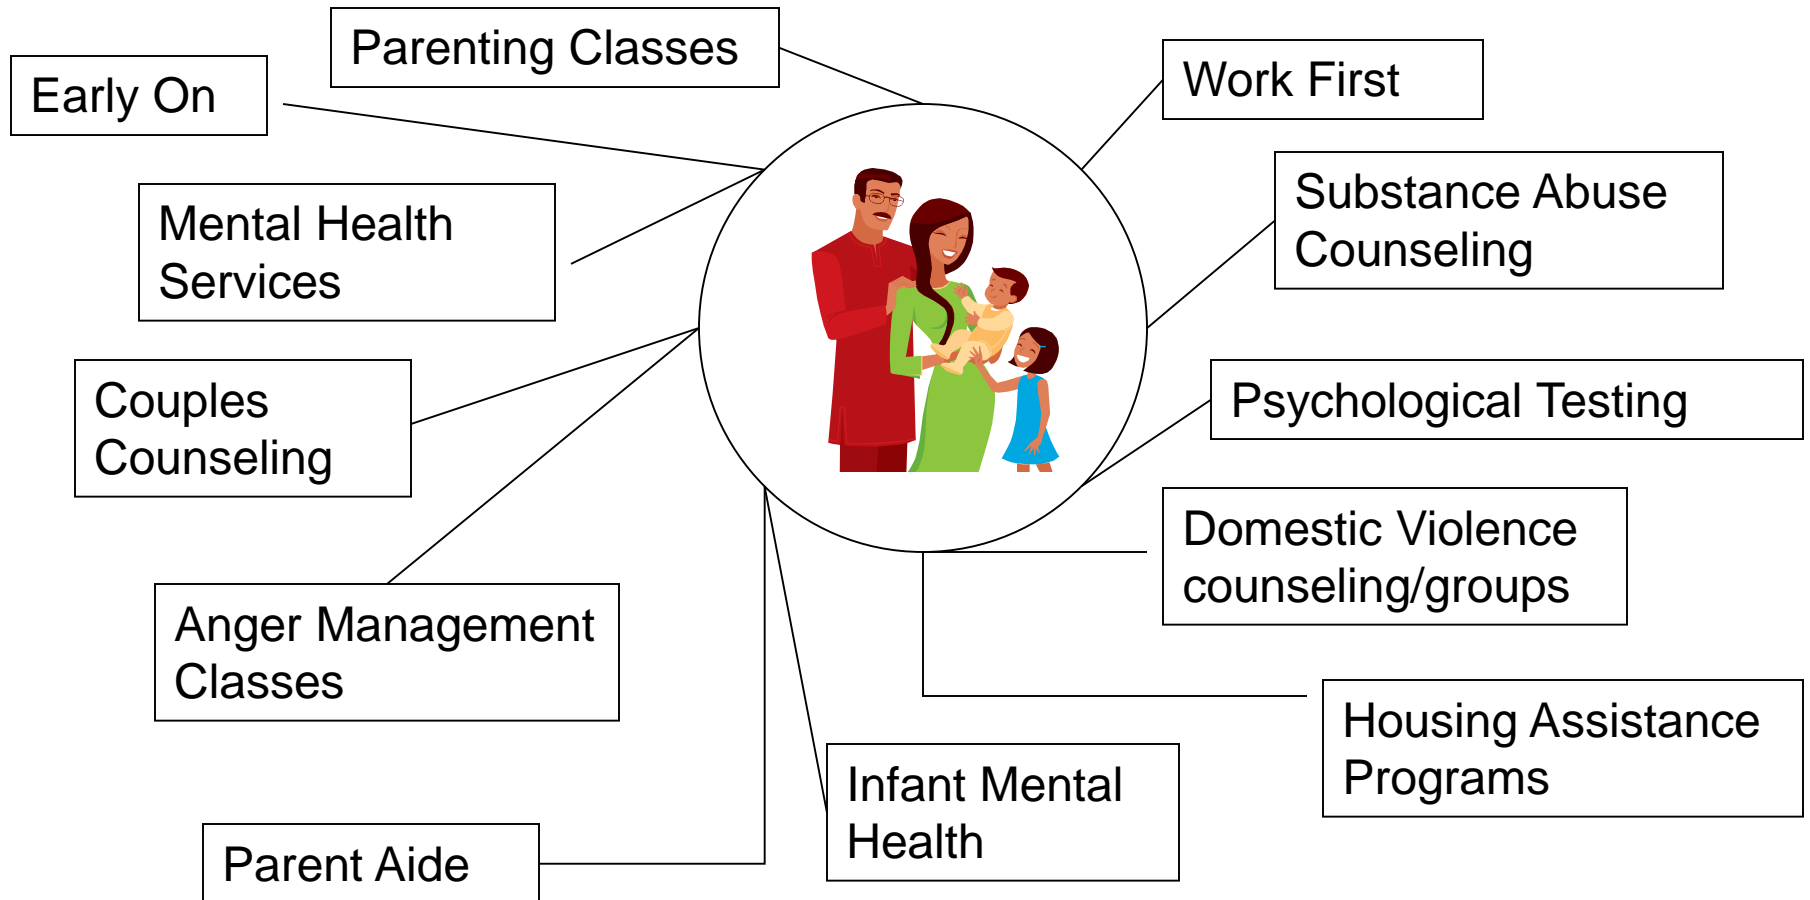 Parenting Classes
Early On
Work First
Mental Health
Services
Substance Abuse
Counseling
Couples
Counseling
Psychological Testing
Anger Management
Classes
Domestic Violence
counseling/groups
Parent Aide
Infant Mental
Health
Housing Assistance
Programs